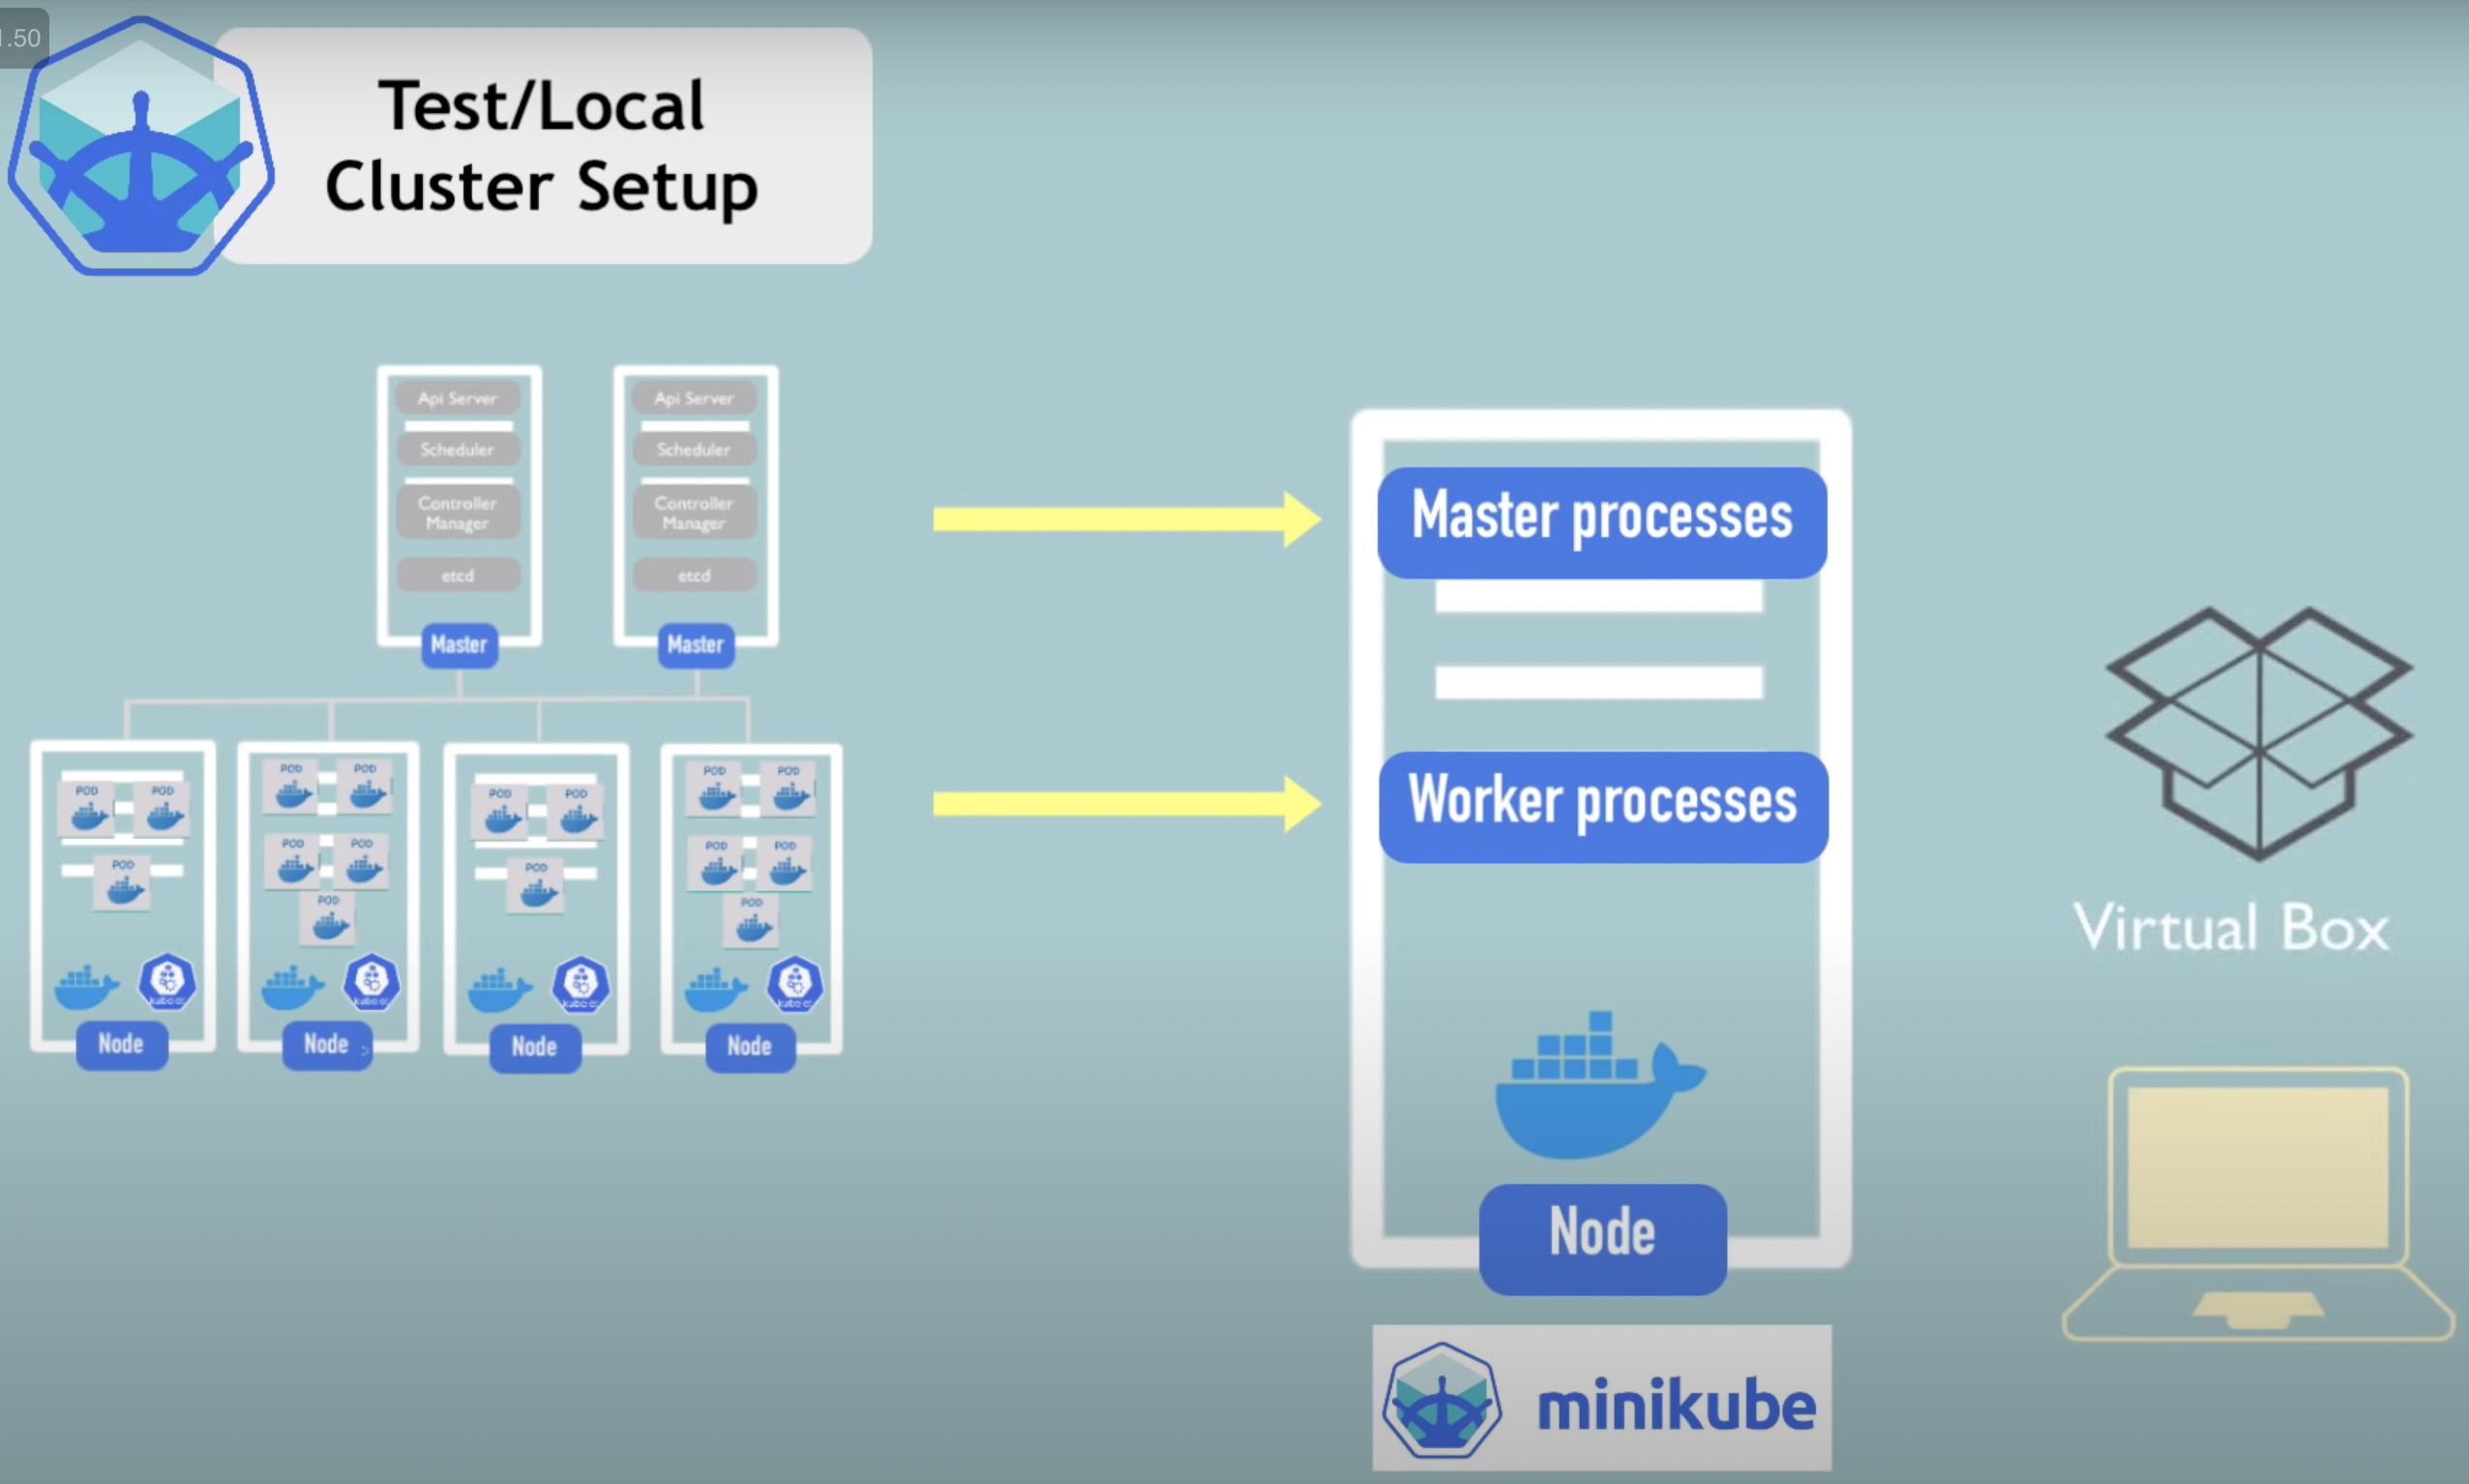 1.50
Test/Local
Cluster Setup
Api Server
Scheduler
Controller
Manager
etcd
Master
Api Server
Scheduler
Controller
Manager
etcd
Master
POD
POD
POD
Node
POD
POD
POD
POD
POD
Node
POD
POD
POD
Node
POD
POD
POD
POD
POD
Node
Master processes
Worker processes
Node
minikube
Virtual Box